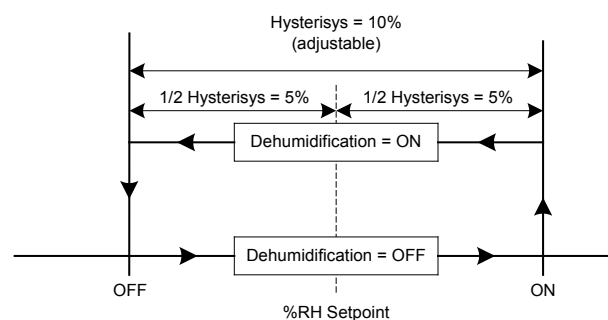 Hysterisys = 10%
(adjustable)
1/2 Hysterisys = 5%
1/2 Hysterisys = 5%
Dehumidification = ON
Dehumidification = OFF
OFF
ON
%RH Setpoint